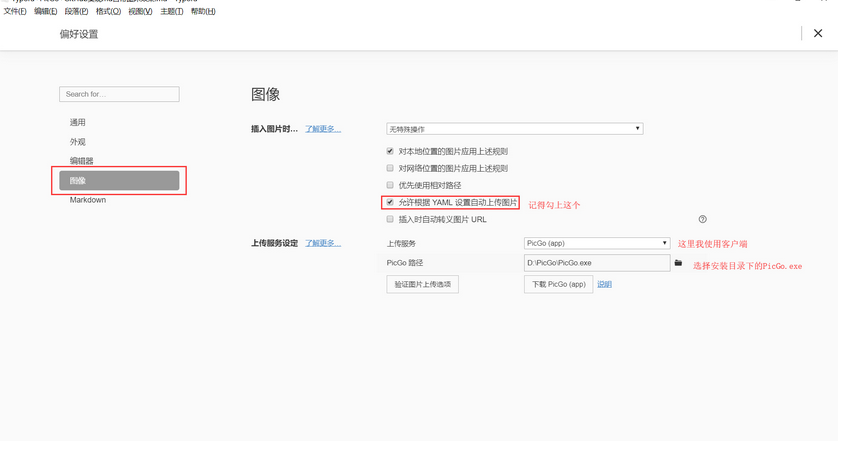 文件(F) 编辑(E) 段落(P) 格式(O) 视图(V) 主题(T) 帮助(H)
偏好设置
Search for…
通用
外观
编辑器
图像
Markdown
图像
插入图片时… 了解更多…
无特殊操作
对本地位置的图片应用上述规则
对网络位置的图片应用上述规则
优先使用相对路径
允许根据 YAML 设置自动上传图片 记得勾上这个
插入时自动转义图片 URL
上传服务设定 了解更多…
上传服务 PicGo (app) 这里我使用客户端
PicGo 路径 D:\PicGo\PicGo.exe 选择安装目录下的PicGo.exe
验证图片上传选项 下载 PicGo (app) 说明